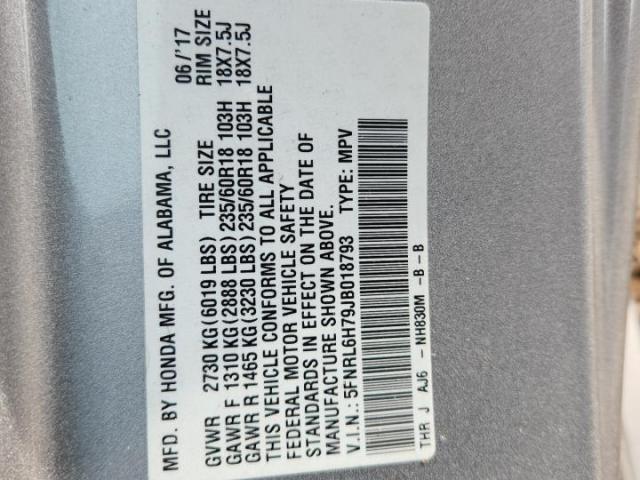 MFD. BY HONDA MFG. OF ALABAMA, LLC 06/'17
GVWR 2730 KG(6019 LBS) TIRE SIZE RIM SIZE
GAWR F 1310 KG(2888 LBS)235/60R18 103H 18X7.5J
GAWR R 1465 KG(3230 LBS)235/60R18 103H 18X7.5J
THIS VEHICLE CONFORMS TO ALL APPLICABLE
FEDERAL MOTOR VEHICLE SAFETY
STANDARDS IN EFFECT ON THE DATE OF
MANUFACTURE SHOWN ABOVE.
V.I.N.: 5FNRL6H79JB018793 TYPE: MPV
THR J AJ6 - NH830M -B-B